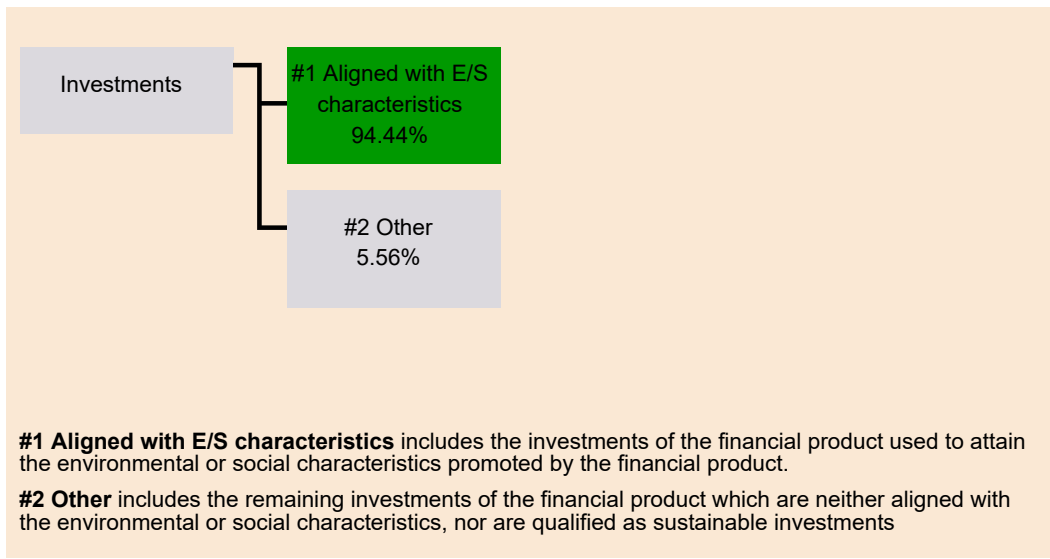 Investments
#1 Aligned with E/S
characteristics
94.44%
#2 Other
5.56%
#1 Aligned with E/S characteristics includes the investments of the financial product used to attain
the environmental or social characteristics promoted by the financial product.
#2 Other includes the remaining investments of the financial product which are neither aligned with
the environmental or social characteristics, nor are qualified as sustainable investments